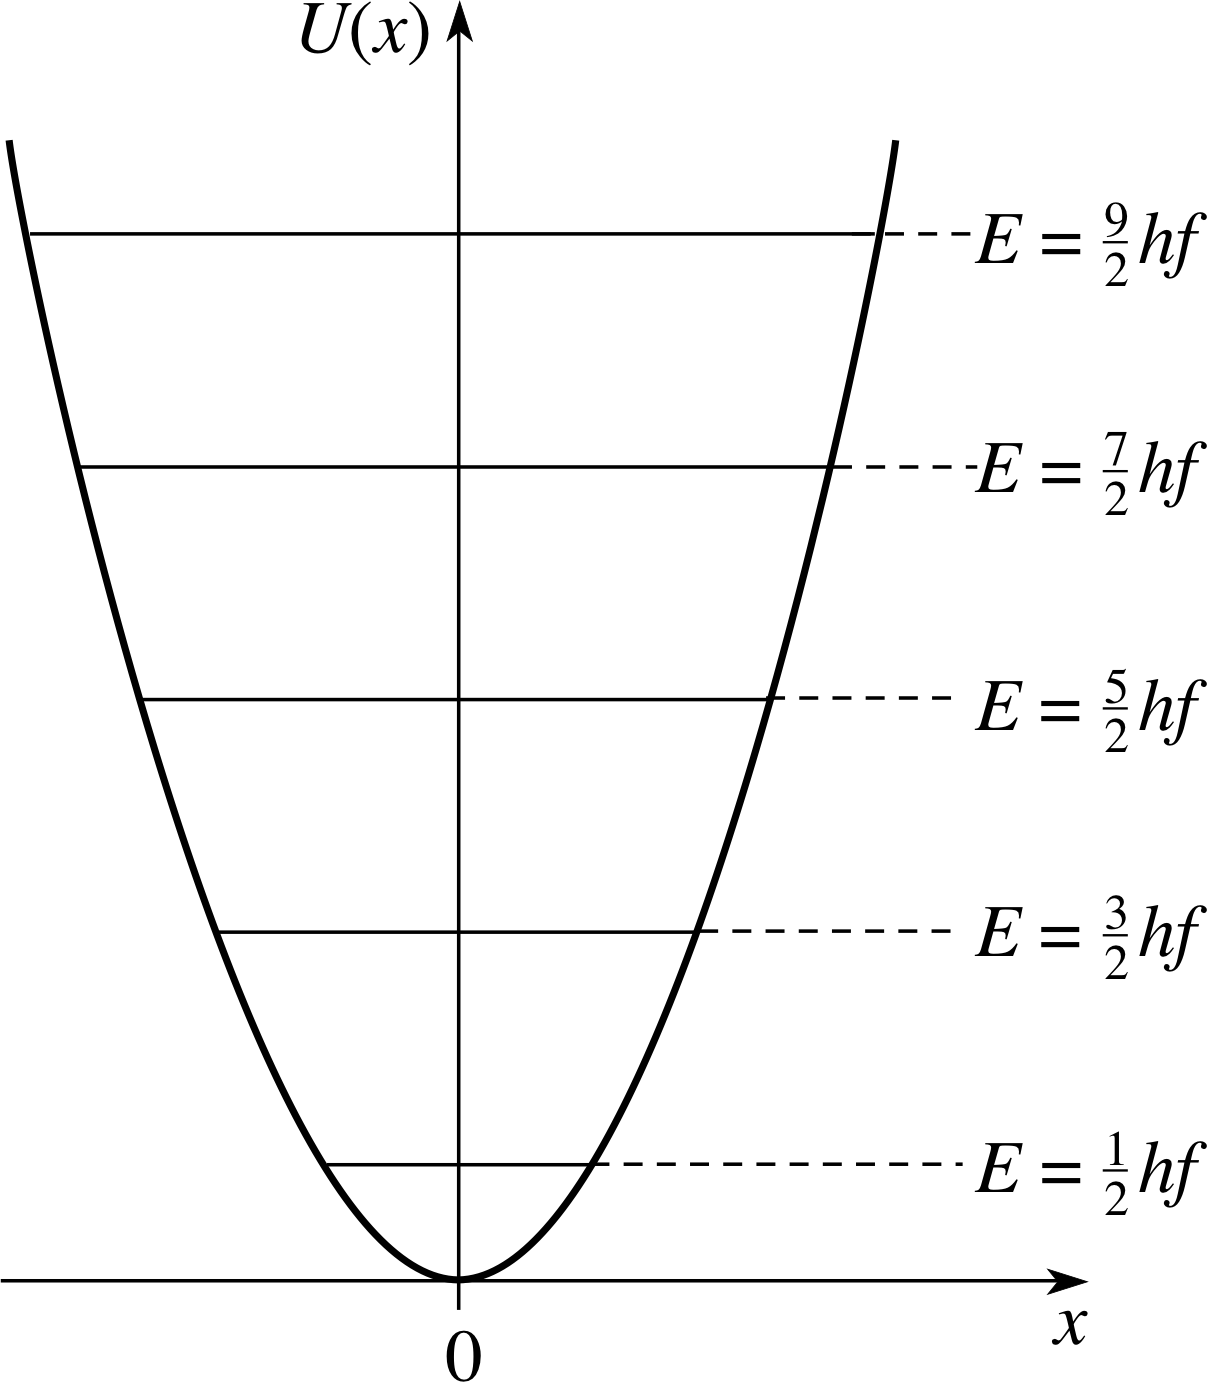 U(x)
E = 9/2 hf
E = 7/2 hf
E = 5/2 hf
E = 3/2 hf
E = 1/2 hf
x
0